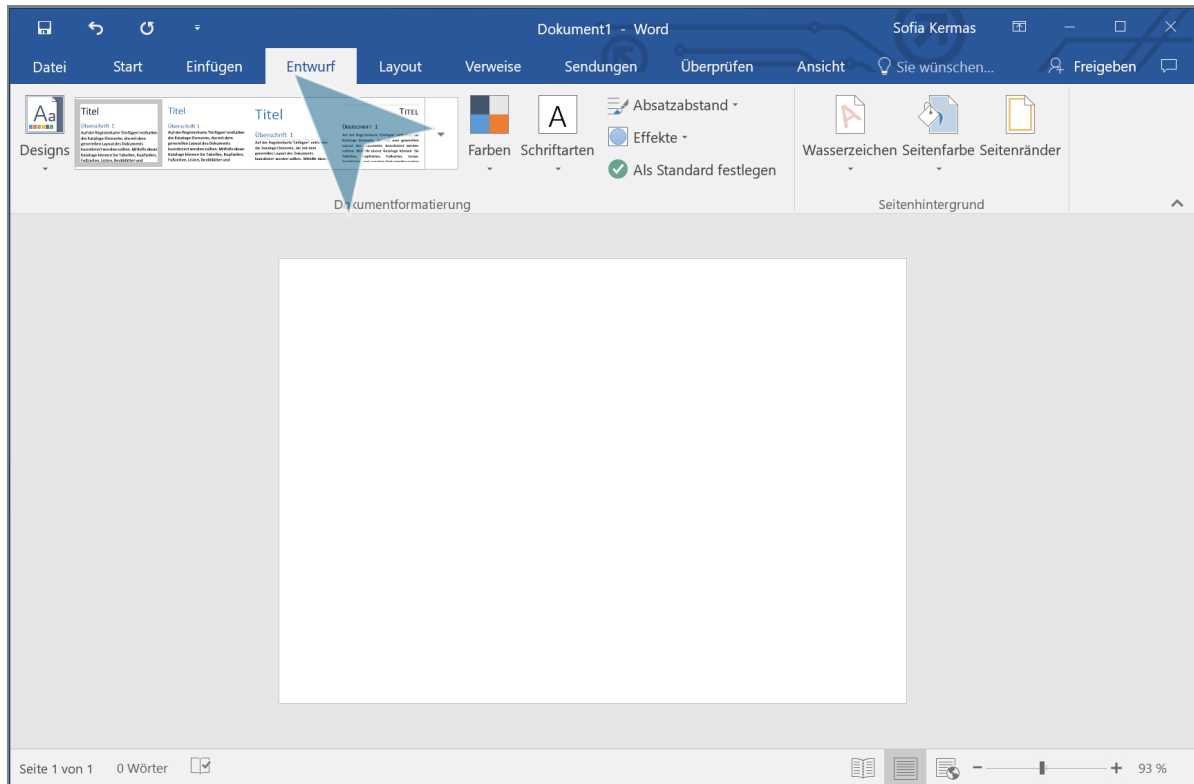 Dokument1 - Word
Sofia Kermas
Datei Start Einfügen Entwurf Layout Verweise Sendungen Überprüfen Ansicht Sie wünschen... Freigeben
Aa
Designs
Titel
Überschrift 1
Titel
Überschrift 1
Titel
Überschrift 1
TITEL
ÜBERSCHRIFT 1
Farben
A
Schriftarten
Absatzabstand
Effekte
Als Standard festlegen
A
Wasserzeichen Seitenfarbe Seitenränder
Dokumentformatierung
Seitenhintergrund
Seite 1 von 1 0 Wörter
93 %